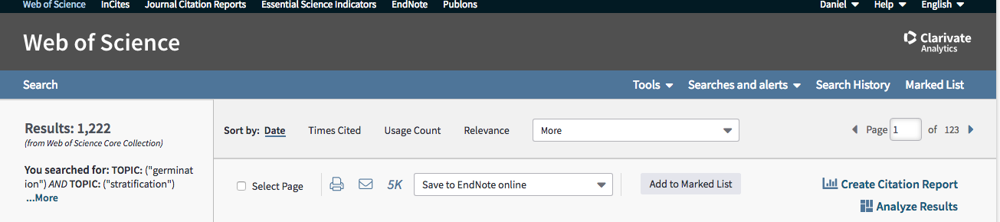 Web of Science InCites Journal Citation Reports Essential Science Indicators EndNote Publons Daniel Help English
Web of Science
Clarivate
Analytics
Search Tools Searches and alerts Search History Marked List
Results: 1,222
(from Web of Science Core Collection)
You searched for: TOPIC: ("germinat
ion") AND TOPIC: ("stratification")
...More
Sort by: Date Times Cited Usage Count Relevance More Page 1 of 123
Select Page 5K Save to EndNote online Add to Marked List Create Citation Report
Analyze Results